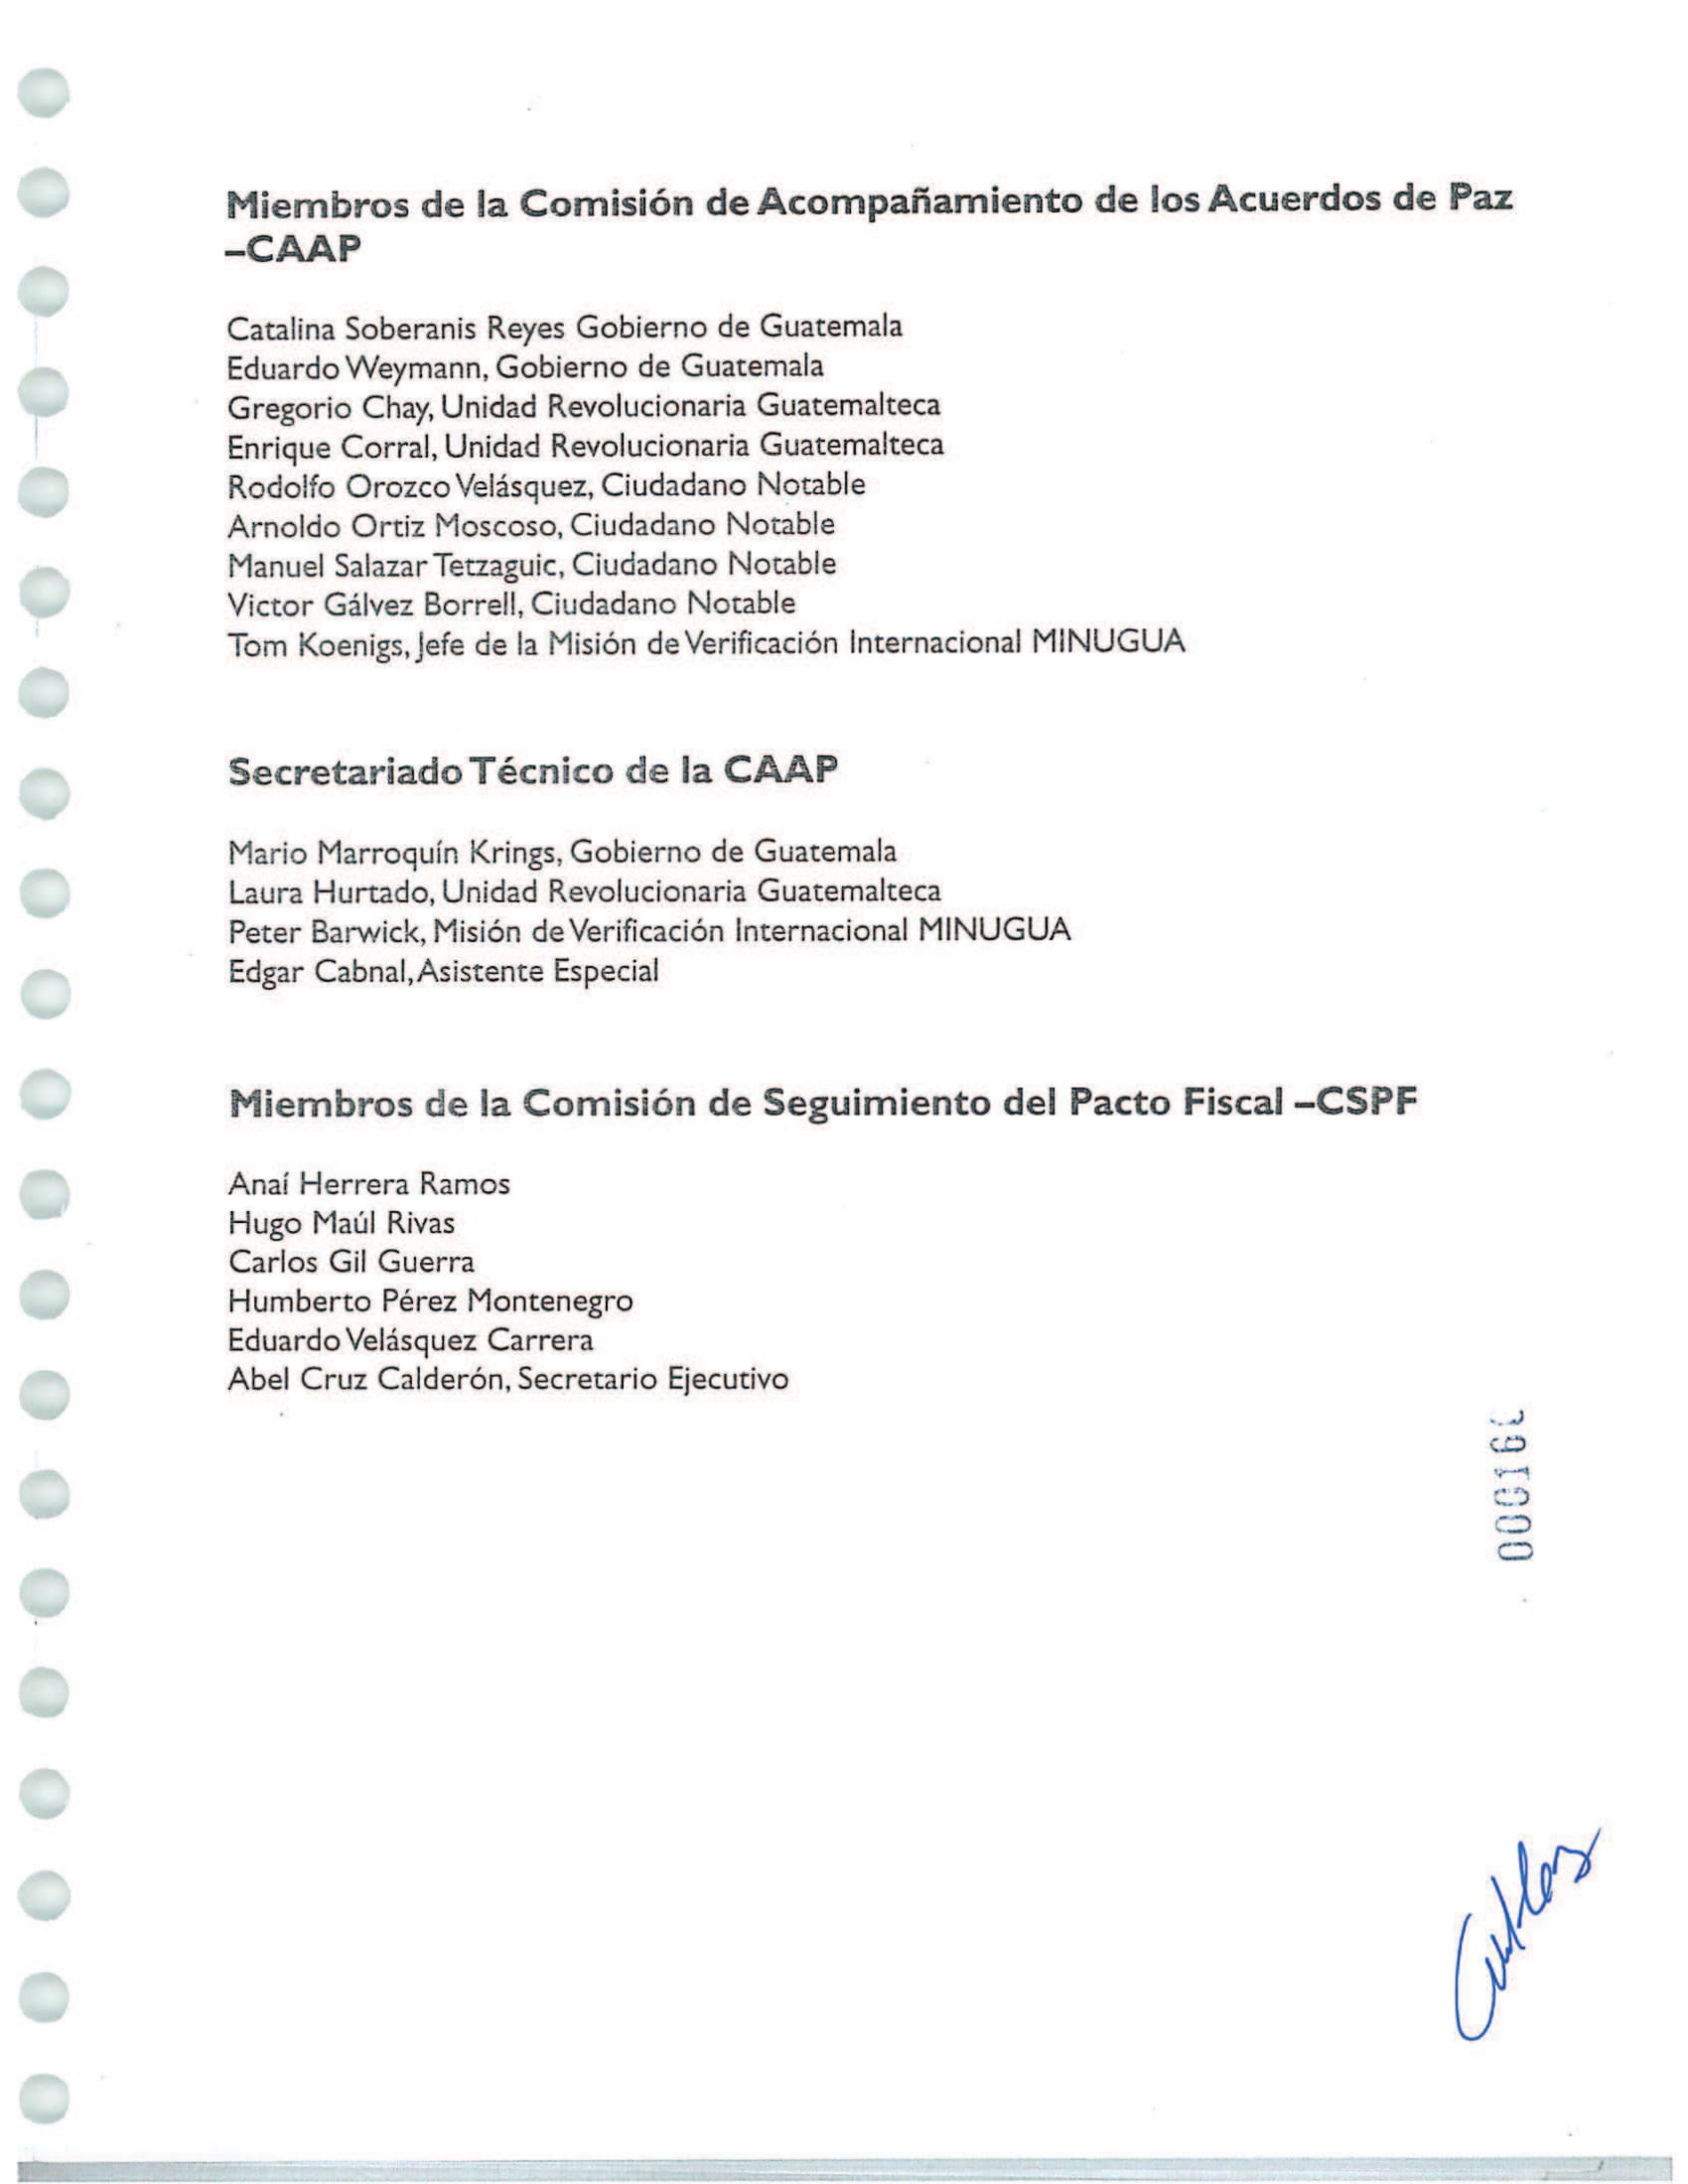 Miembros de la Comisión de Acompañamiento de los Acuerdos de Paz
–CAAP
Catalina Soberanis Reyes Gobierno de Guatemala
Eduardo Weymann, Gobierno de Guatemala
Gregorio Chay, Unidad Revolucionaria Guatemalteca
Enrique Corral, Unidad Revolucionaria Guatemalteca
Rodolfo Orozco Velásquez, Ciudadano Notable
Arnoldo Ortiz Moscoso, Ciudadano Notable
Manuel Salazar Tetzaguic, Ciudadano Notable
Victor Gálvez Borrell, Ciudadano Notable
Tom Koenigs, Jefe de la Misión de Verificación Internacional MINUGUA
Secretariado Técnico de la CAAP
Mario Marroquín Krings, Gobierno de Guatemala
Laura Hurtado, Unidad Revolucionaria Guatemalteca
Peter Barwick, Misión de Verificación Internacional MINUGUA
Edgar Cabnal, Asistente Especial
Miembros de la Comisión de Seguimiento del Pacto Fiscal –CSPF
Anaí Herrera Ramos
Hugo Maúl Rivas
Carlos Gil Guerra
Humberto Pérez Montenegro
Eduardo Velásquez Carrera
Abel Cruz Calderón, Secretario Ejecutivo